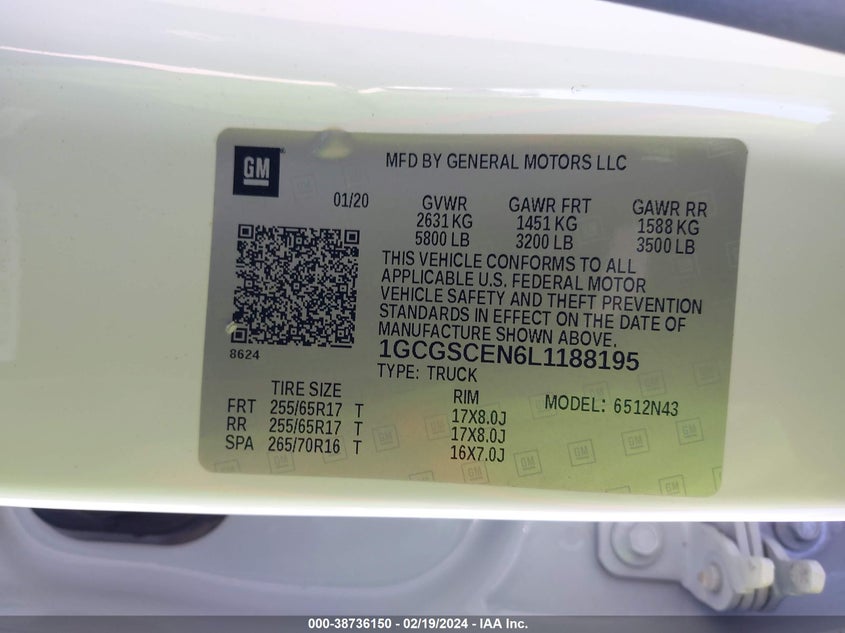 GM
MFD BY GENERAL MOTORS LLC
01/20
GVWR GAWR FRT GAWR RR
2631 KG 1451 KG 1588 KG
5800 LB 3200 LB 3500 LB
THIS VEHICLE CONFORMS TO ALL
APPLICABLE U.S. FEDERAL MOTOR
VEHICLE SAFETY AND THEFT PREVENTION
STANDARDS IN EFFECT ON THE DATE OF
MANUFACTURE SHOWN ABOVE.
8624
1GCGSCEN6L1188195
TYPE: TRUCK
TIRE SIZE RIM MODEL: 6512N43
FRT 255/65R17 T 17X8.0J
RR 255/65R17 T 17X8.0J
SPA 265/70R16 T 16X7.0J
000-38736150 - 02/19/2024 - IAA Inc.